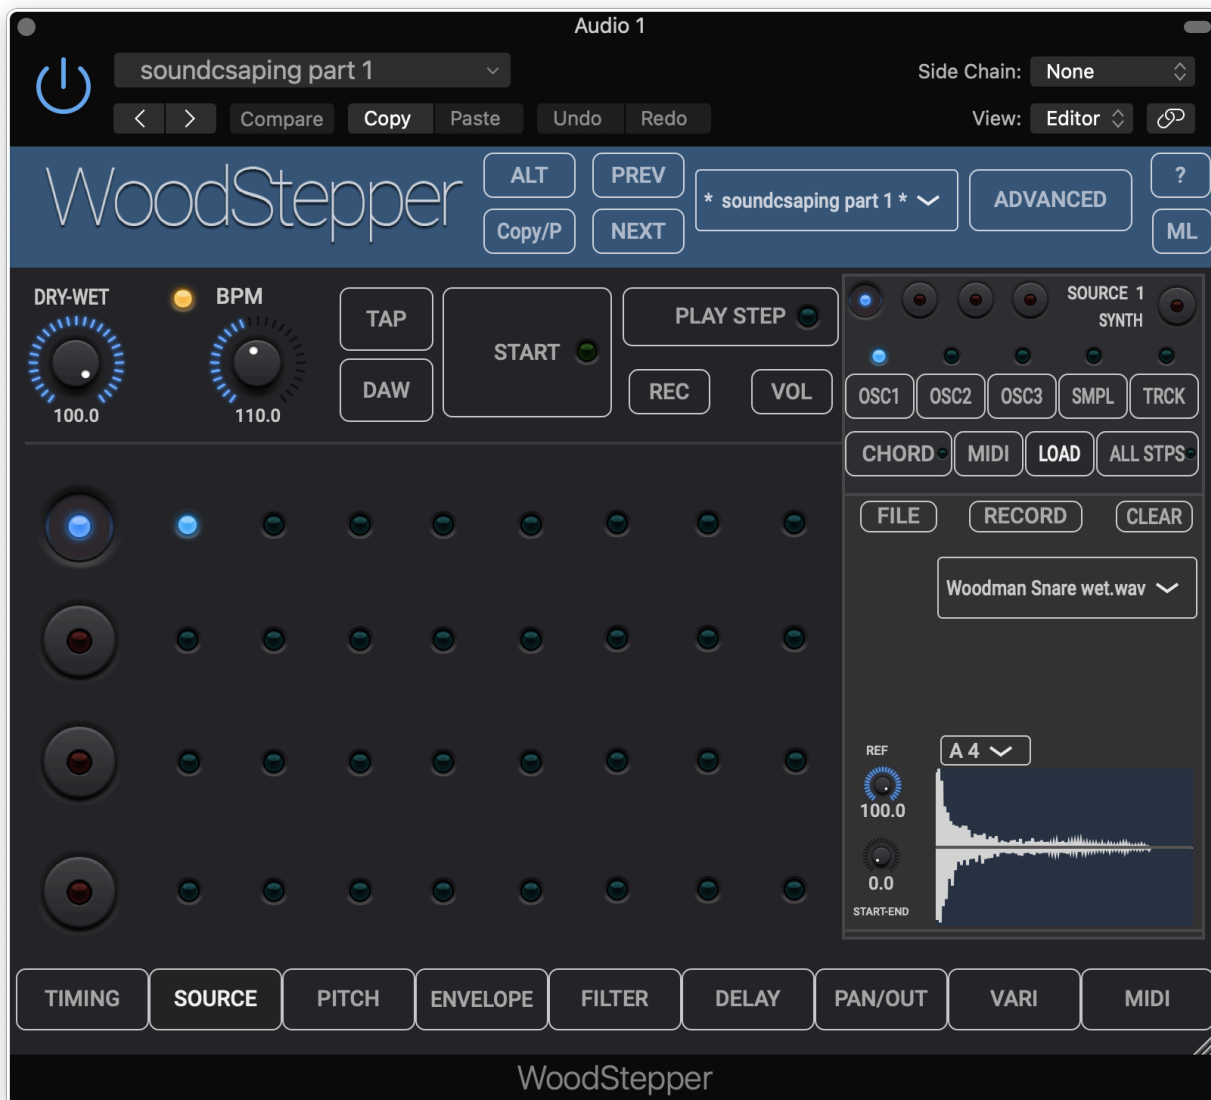 Audio 1
soundcsaping part 1
Side Chain: None
Compare Copy Paste Undo Redo
View: Editor
WoodStepper
ALT PREV
* soundcsaping part 1 *
ADVANCED
?
Copy/P NEXT
ML
DRY-WET
100.0
BPM
110.0
TAP
DAW
START
PLAY STEP
REC VOL
SOURCE 1
SYNTH
OSC1 OSC2 OSC3 SMPL TRCK
CHORD MIDI LOAD ALL STPS
FILE RECORD CLEAR
Woodman Snare wet.wav
REF
A 4
100.0
0.0
START-END
TIMING SOURCE PITCH ENVELOPE FILTER DELAY PAN/OUT VARI MIDI
WoodStepper